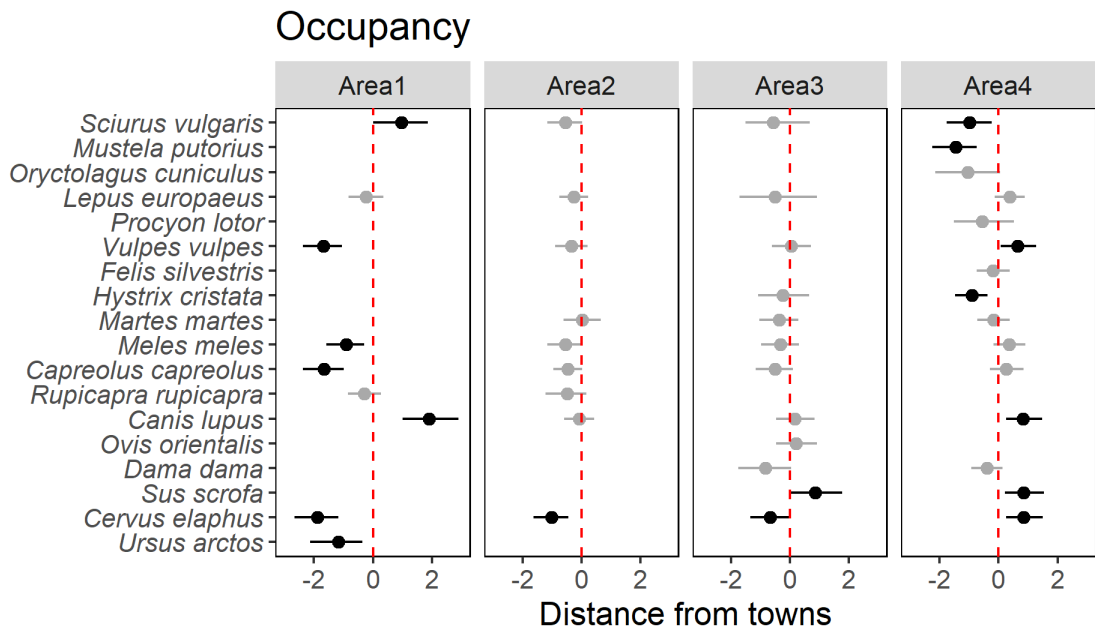 Occupancy
Area1 Area2 Area3 Area4
Sciurus vulgaris
Mustela putorius
Oryctolagus cuniculus
Lepus europaeus
Procyon lotor
Vulpes vulpes
Felis silvestris
Hystrix cristata
Martes martes
Meles meles
Capreolus capreolus
Rupicapra rupicapra
Canis lupus
Ovis orientalis
Dama dama
Sus scrofa
Cervus elaphus
Ursus arctos
-2 0 2 -2 0 2 -2 0 2 -2 0 2
Distance from towns